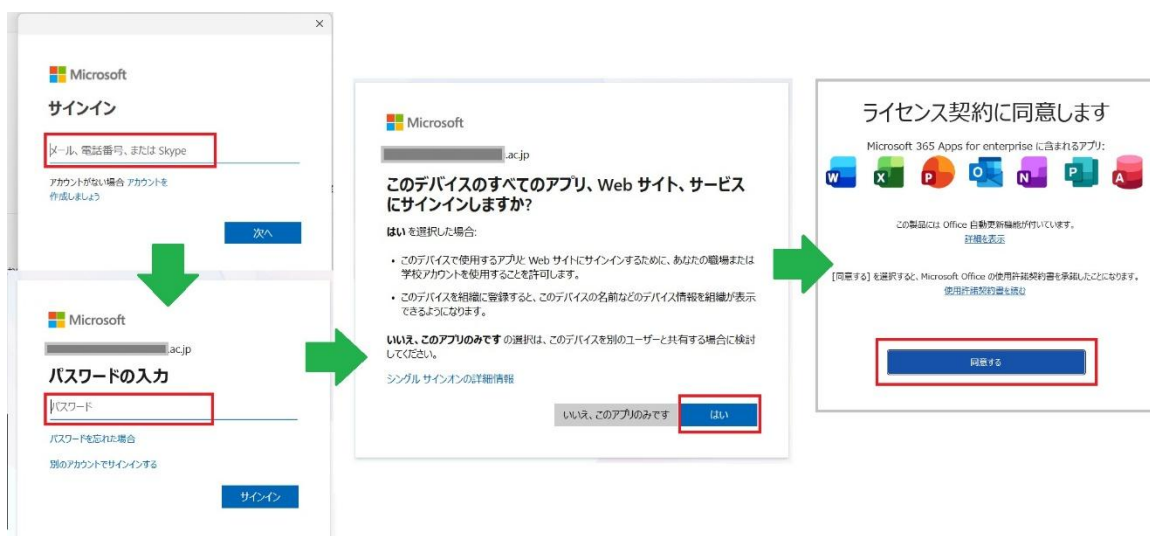 Microsoft
サインイン
メール、電話番号、または Skype
アカウントがない場合 アカウントを
作成しましょう
次へ
Microsoft
.ac.jp
パスワードの入力
パスワード
パスワードを忘れた場合
別のアカウントでサインインする
サインイン
Microsoft
.ac.jp
このデバイスのすべてのアプリ、Web サイト、サービス
にサインインしますか?
はい を選択した場合:
• このデバイスで使用するアプリと Web サイトにサインインするために、あなたの職場または
学校アカウントを使用することを許可します。
• このデバイスを組織に登録すると、このデバイスの名前などのデバイス情報を組織が表示
できるようになります。
いいえ、このアプリのみです の選択は、このデバイスを別のユーザーと共有する場合に検討
してください。
シングル サインオンの詳細情報
いいえ、このアプリのみです
はい
ライセンス契約に同意します
Microsoft 365 Apps for enterprise に含まれるアプリ:
W X P O N P A
この製品には Office 自動更新機能が付いています。
詳細を表示
[同意する] を選択すると、Microsoft Office の使用許諾契約書を承諾したことになります。
使用許諾契約書を読む
同意する